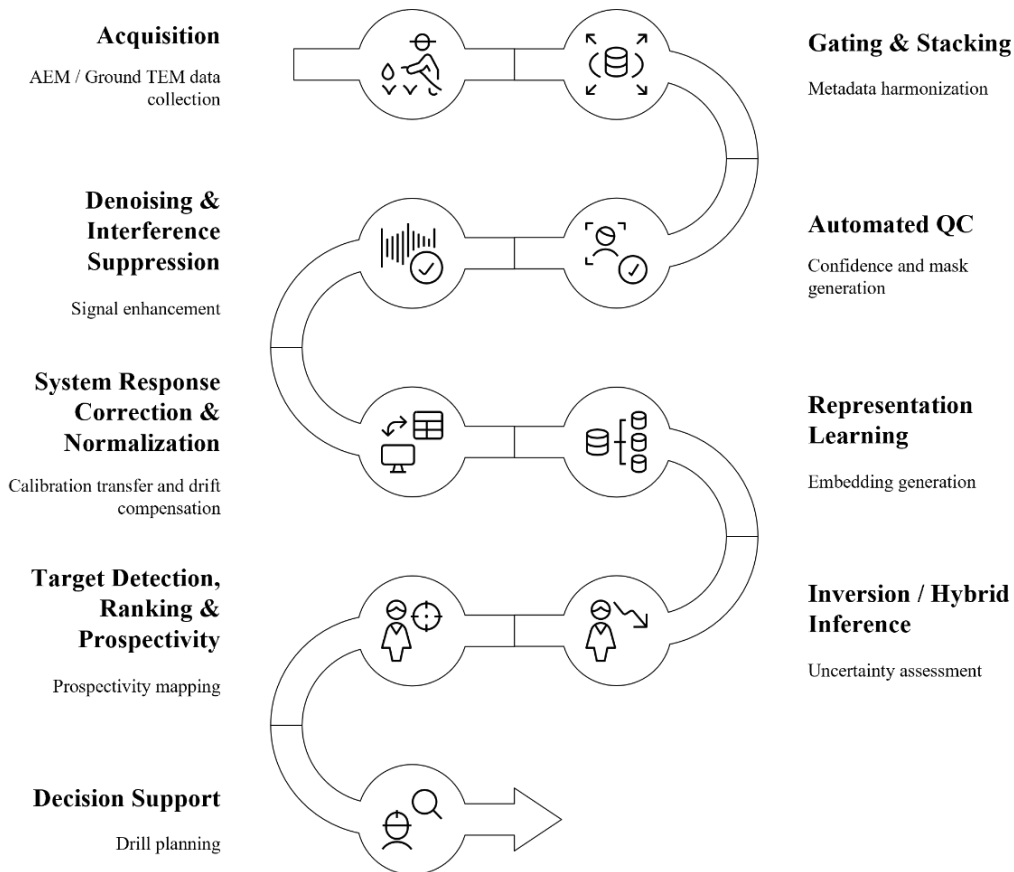 Acquisition
AEM / Ground TEM data
collection
Gating & Stacking
Metadata harmonization
Automated QC
Confidence and mask
generation
Denoising &
Interference
Suppression
Signal enhancement
System Response
Correction &
Normalization
Calibration transfer and drift
compensation
Representation
Learning
Embedding generation
Inversion / Hybrid
Inference
Uncertainty assessment
Target Detection,
Ranking &
Prospectivity
Prospectivity mapping
Decision Support
Drill planning